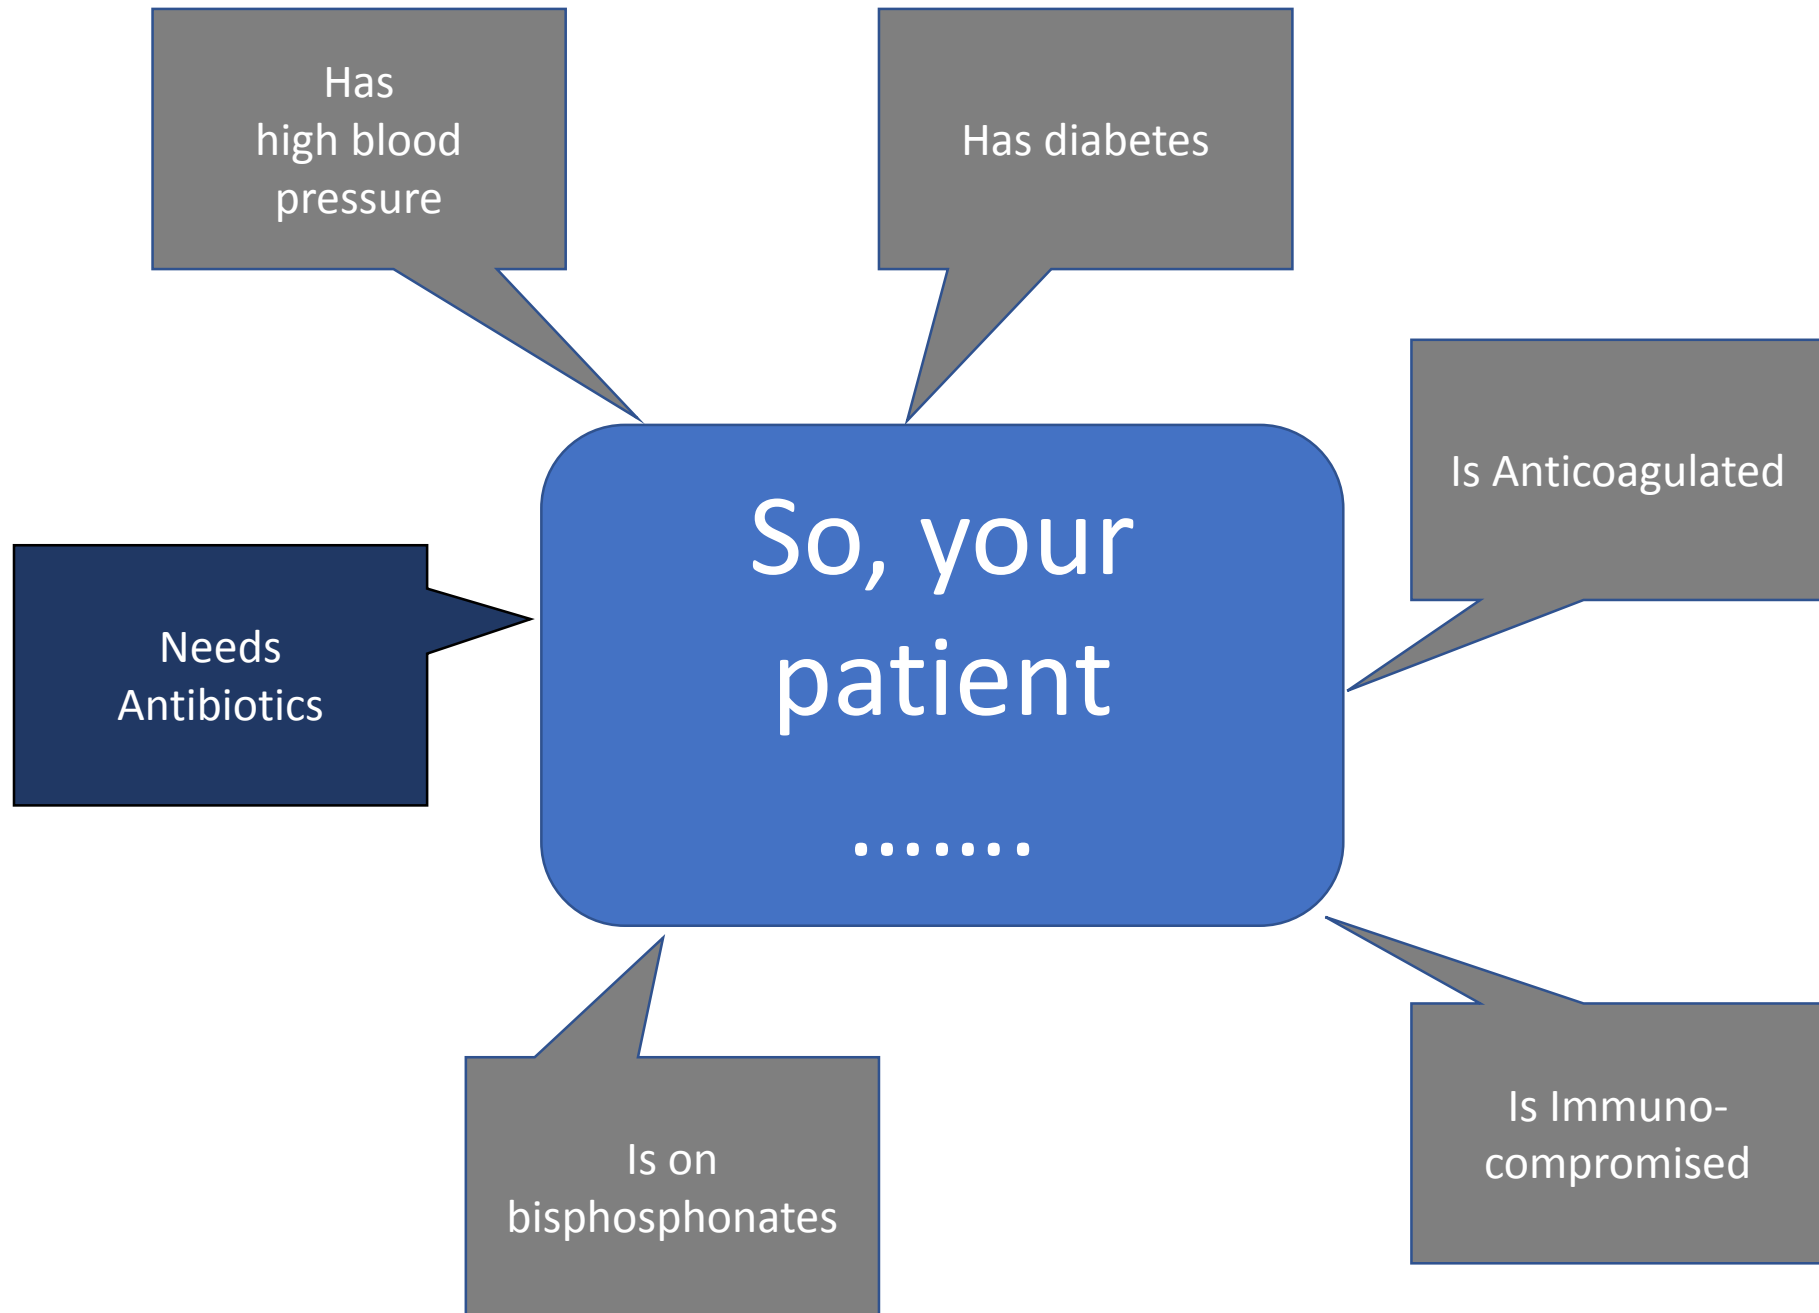 Has
high blood
pressure
Has diabetes
Is Anticoagulated
So, your
patient
.......
Needs
Antibiotics
Is Immuno-
compromised
Is on
bisphosphonates